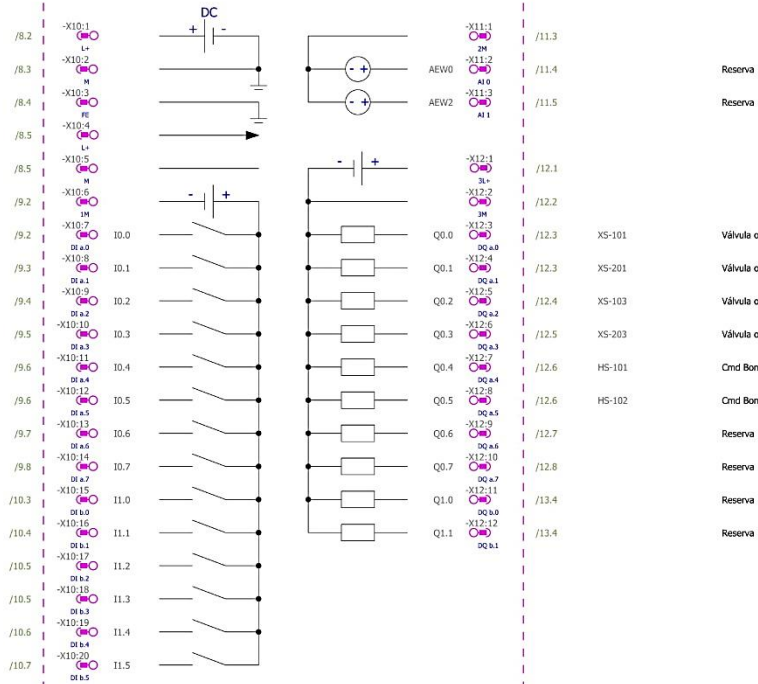 DC
+ -
/8.2 -X10:1 L+ -X11:1 2M /11.3
/8.3 -X10:2 M - + AEW0 -X11:2 AI 0 /11.4 Reserva
/8.4 -X10:3 FE - + AEW2 -X11:3 AI 1 /11.5 Reserva
/8.5 -X10:4 L+
/8.5 -X10:5 M - + -X12:1 3L+ /12.1
/9.2 -X10:6 1M - + -X12:2 3M /12.2
/9.2 -X10:7 DI a.0 I0.0 Q0.0 -X12:3 DQ a.0 /12.3 XS-101 Válvula
/9.3 -X10:8 DI a.1 I0.1 Q0.1 -X12:4 DQ a.1 /12.3 XS-201 Válvula
/9.4 -X10:9 DI a.2 I0.2 Q0.2 -X12:5 DQ a.2 /12.4 XS-103 Válvula
/9.5 -X10:10 DI a.3 I0.3 Q0.3 -X12:6 DQ a.3 /12.5 XS-203 Válvula
/9.6 -X10:11 DI a.4 I0.4 Q0.4 -X12:7 DQ a.4 /12.6 HS-101 Cmd
/9.6 -X10:12 DI a.5 I0.5 Q0.5 -X12:8 DQ a.5 /12.6 HS-102 Cmd
/9.7 -X10:13 DI a.6 I0.6 Q0.6 -X12:9 DQ a.6 /12.7 Reserva
/9.8 -X10:14 DI a.7 I0.7 Q0.7 -X12:10 DQ a.7 /12.8 Reserva
/10.3 -X10:15 DI b.0 I1.0 Q1.0 -X12:11 DQ b.0 /13.4 Reserva
/10.4 -X10:16 DI b.1 I1.1 Q1.1 -X12:12 DQ b.1 /13.4 Reserva
/10.5 -X10:17 DI b.2 I1.2
/10.5 -X10:18 DI b.3 I1.3
/10.6 -X10:19 DI b.4 I1.4
/10.7 -X10:20 DI b.5 I1.5